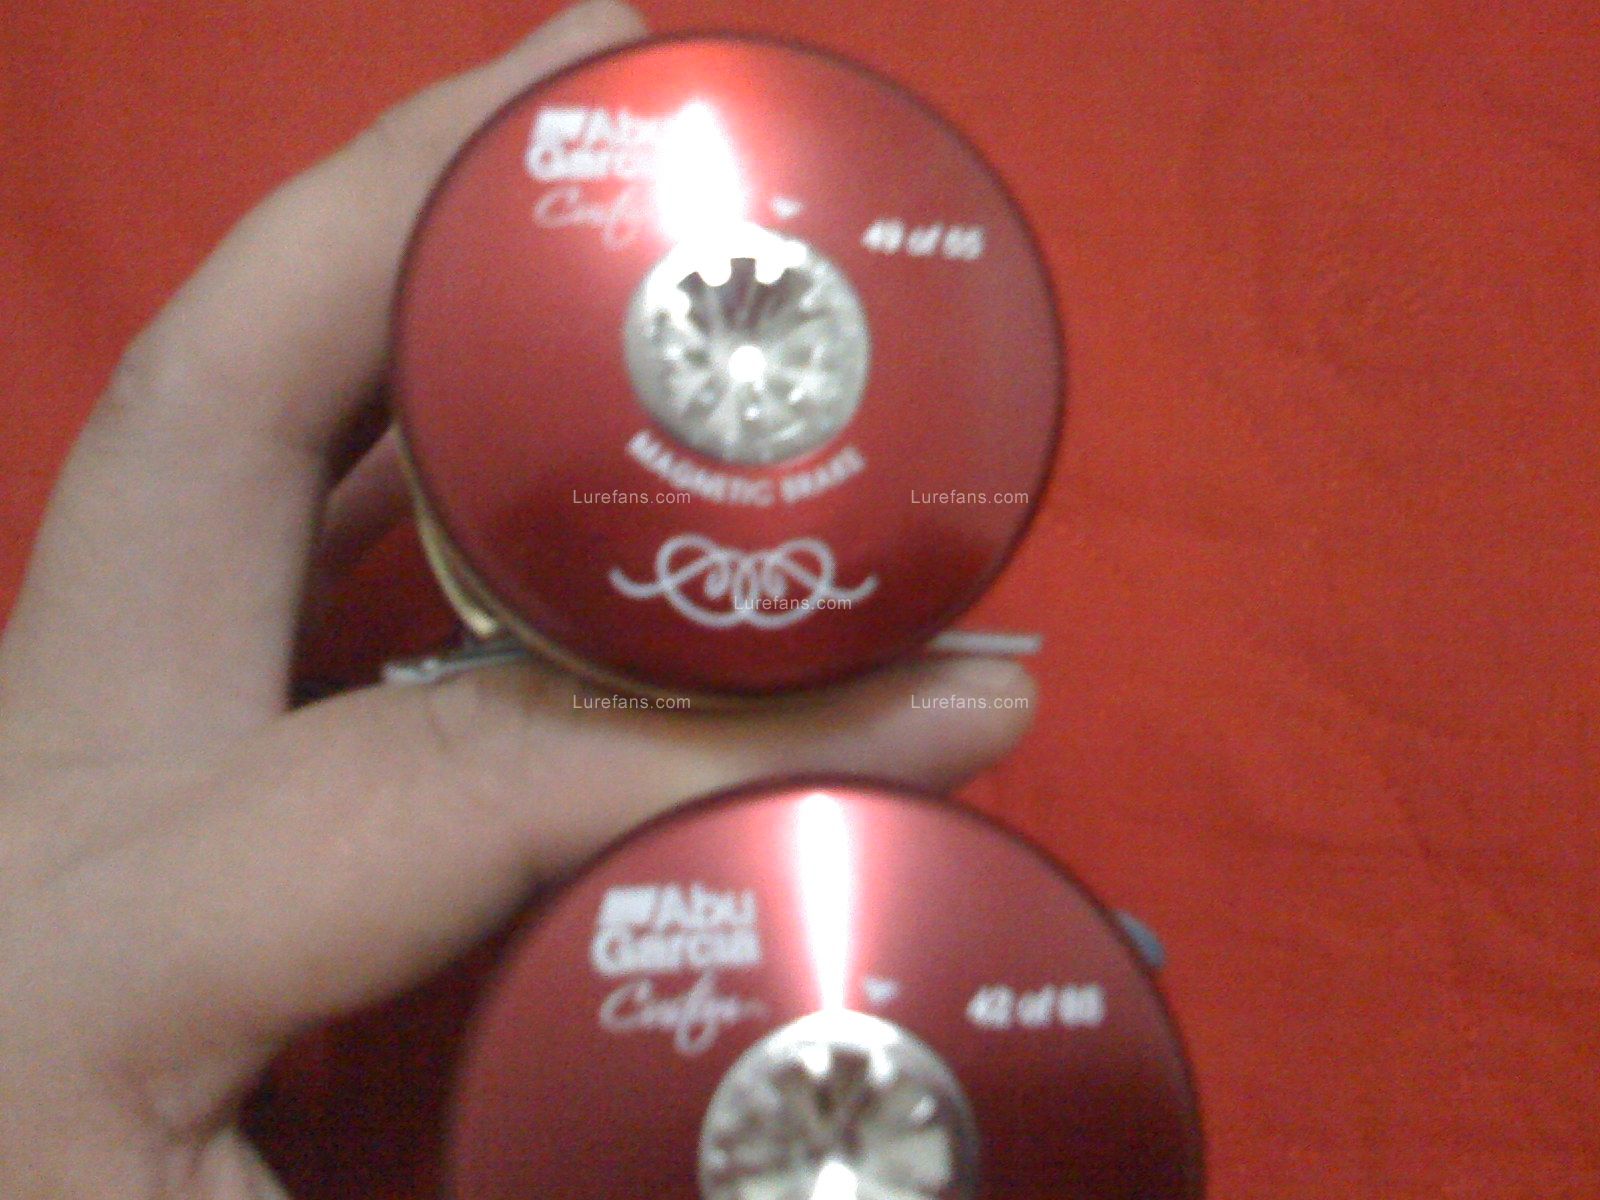 Abu
Garcia
49 of 65
MAGNETIC BRAKE
Lurefans.com Lurefans.com
Lurefans.com
Lurefans.com Lurefans.com
Abu
Garcia
42 of 65